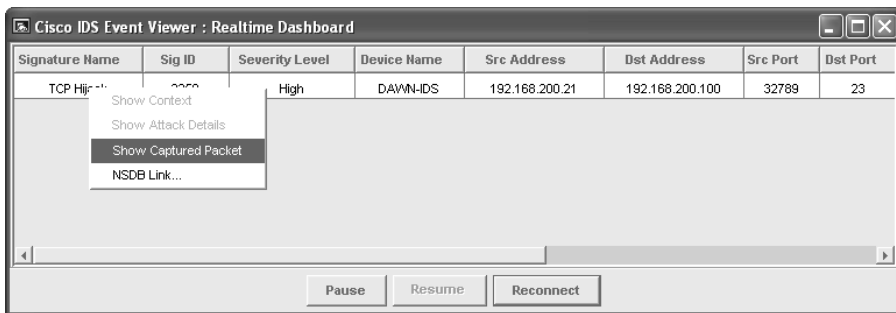 Cisco IDS Event Viewer : Realtime Dashboard
Signature Name Sig ID Severity Level Device Name Src Address Dst Address Src Port Dst Port
TCP High DAWN-IDS 192.168.200.21 192.168.200.100 32789 23
Show Context
Show Attack Details
Show Captured Packet
NSDB Link...
Pause Resume Reconnect